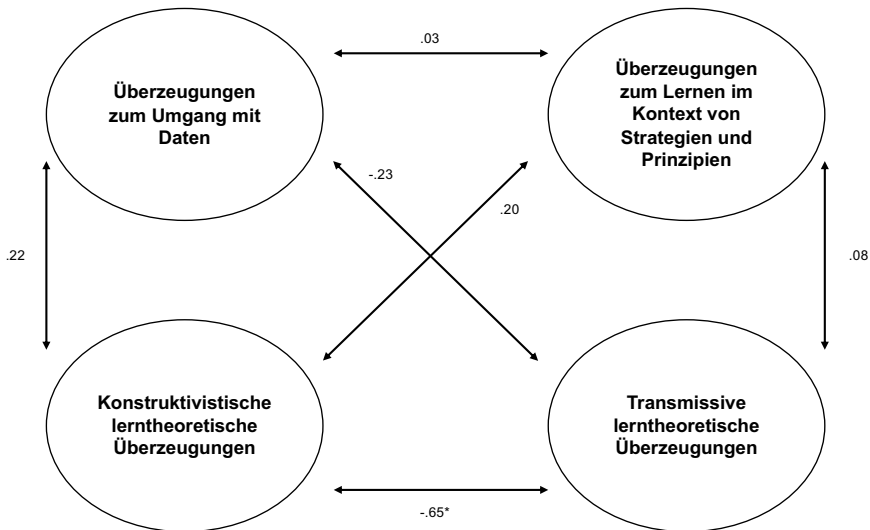 .03
Überzeugungen
zum Umgang mit
Daten
Überzeugungen
zum Lernen im
Kontext von
Strategien und
Prinzipien
-.23
.20
.22
.08
Konstruktivistische
lerntheoretische
Überzeugungen
Transmissive
lerntheoretische
Überzeugungen
-.65*